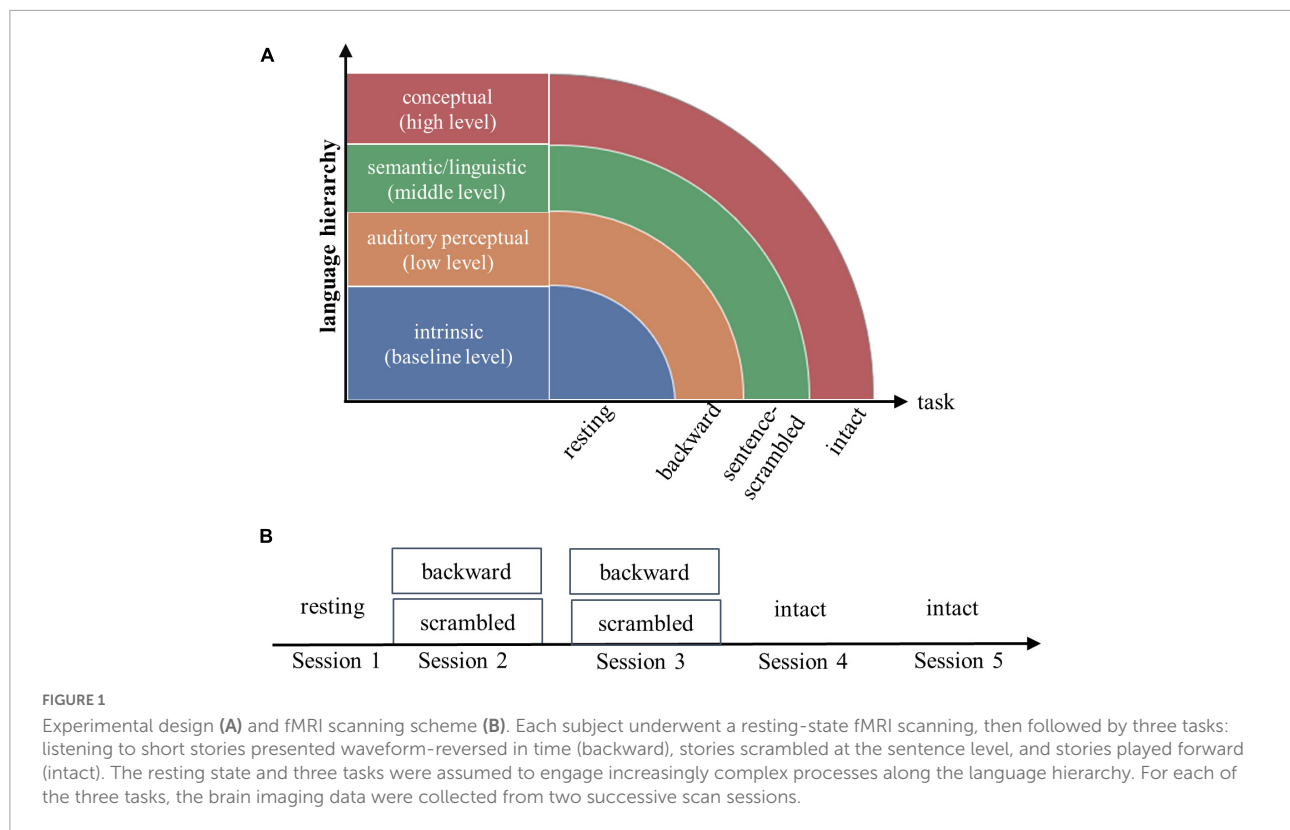 A
language hierarchy
conceptual
(high level)
semantic/linguistic
(middle level)
auditory perceptual
(low level)
intrinsic
(baseline level)
task
resting
backward
sentence-
scrambled
intact
B
backward
backward
resting
intact
intact
scrambled
scrambled
Session 1
Session 2
Session 3
Session 4
Session 5
FIGURE 1
Experimental design (A) and fMRI scanning scheme (B). Each subject underwent a resting-state fMRI scanning, then followed by three tasks:
listening to short stories presented waveform-reversed in time (backward), stories scrambled at the sentence level, and stories played forward
(intact). The resting state and three tasks were assumed to engage increasingly complex processes along the language hierarchy. For each of
the three tasks, the brain imaging data were collected from two successive scan sessions.